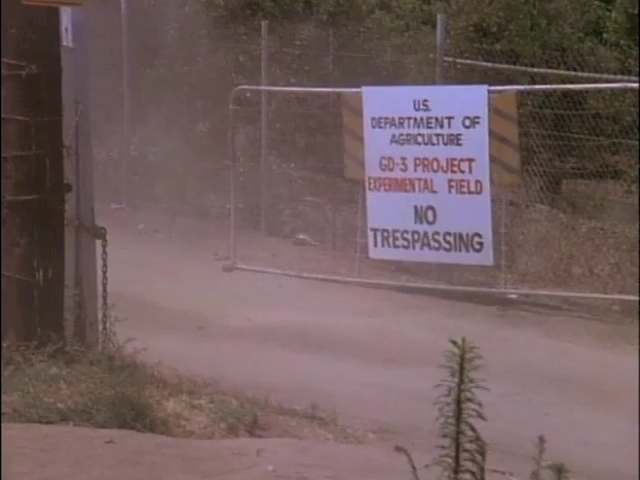 U.S.
DEPARTMENT OF
AGRICULTURE
GD-3 PROJECT
EXPERIMENTAL FIELD
NO
TRESPASSING